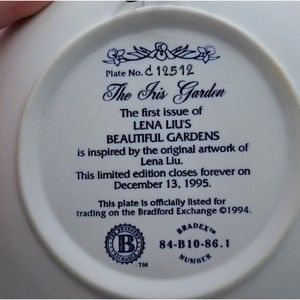 Plate No. C 12512
The Iris Garden
The first issue of
LENA LIU'S
BEAUTIFUL GARDENS
is inspired by the original artwork of
Lena Liu.
This limited edition closes forever on
December 13, 1995.
This plate is officially listed for
trading on the Bradford Exchange ©1994.
B
TM
BRADEX™
84-B10-86.1
NUMBER